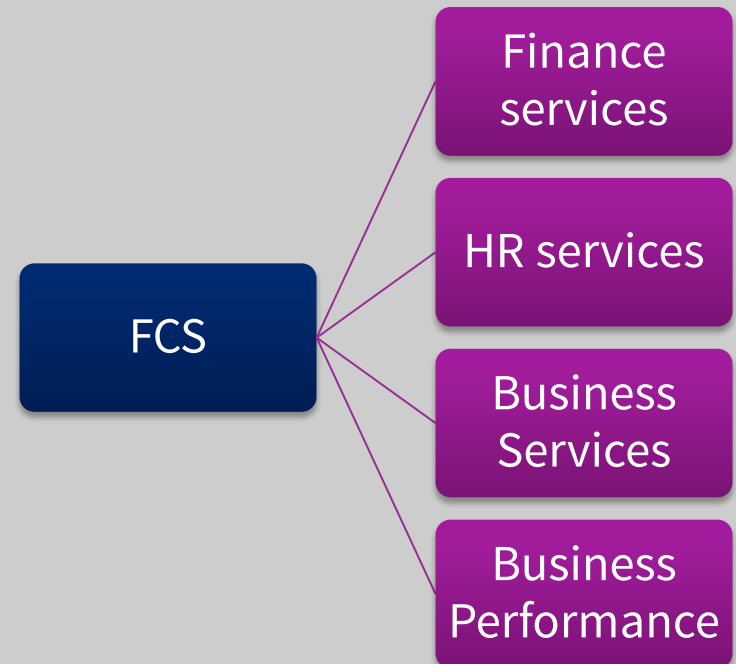 Finance
services
HR services
FCS
Business
Services
Business
Performance